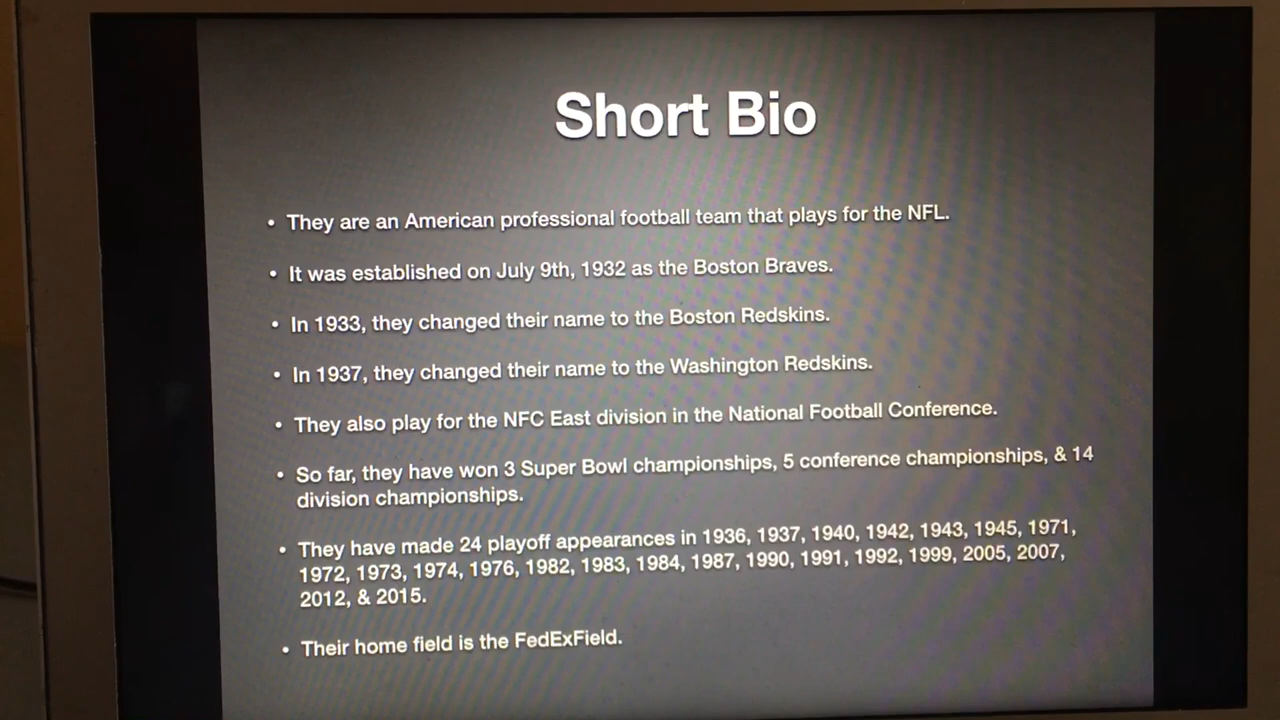 Short Bio
• They are an American professional football team that plays for the NFL.
• It was established on July 9th, 1932 as the Boston Braves.
• In 1933, they changed their name to the Boston Redskins.
• In 1937, they changed their name to the Washington Redskins.
• They also play for the NFC East division in the National Football Conference.
• So far, they have won 3 Super Bowl championships, 5 conference championships, & 14
division championships.
• They have made 24 playoff appearances in 1936, 1937, 1940, 1942, 1943, 1945, 1971,
1972, 1973, 1974, 1976, 1982, 1983, 1984, 1987, 1990, 1991, 1992, 1999, 2005, 2007,
2012, & 2015.
• Their home field is the FedExField.